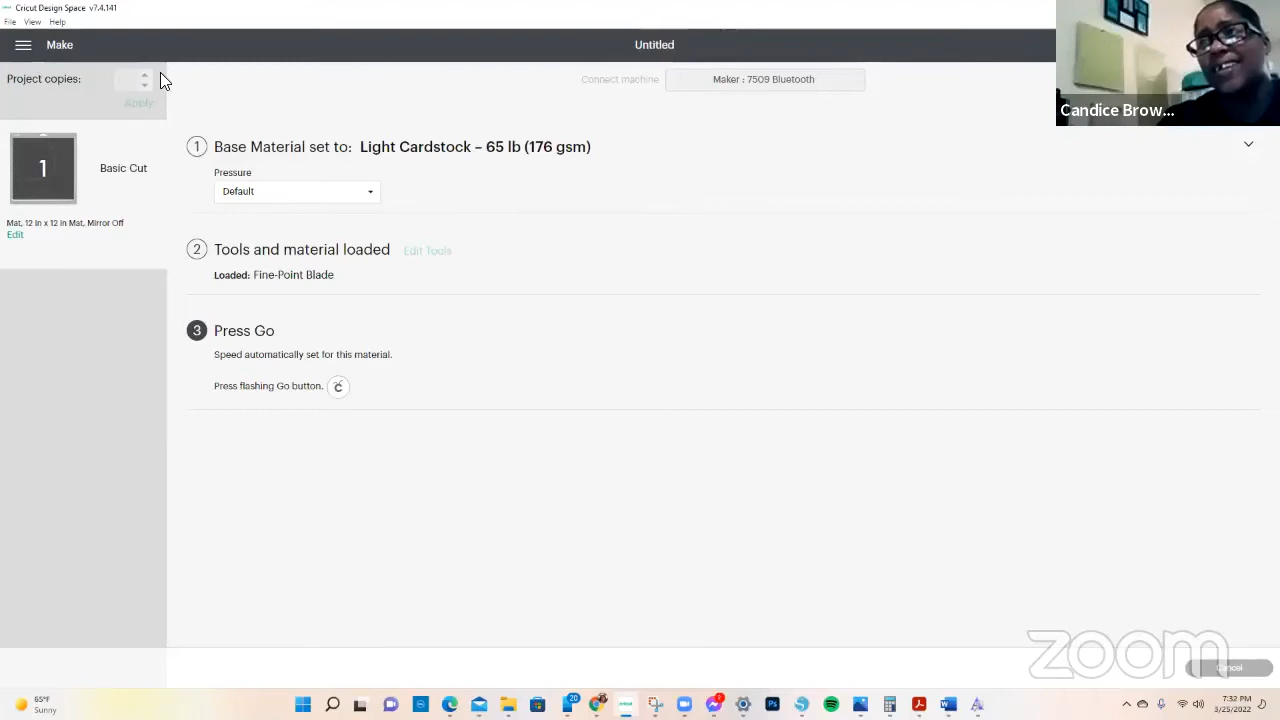 Cricut Design Space v7.4.141
File View Help
Make
Untitled
Project copies:
Apply
Connect machine
Maker : 7509 Bluetooth
Candice Brow...
1
Basic Cut
Mat, 12 in x 12 in Mat, Mirror Off
Edit
1 Base Material set to: Light Cardstock – 65 lb (176 gsm)
Pressure
Default
2 Tools and material loaded Edit Tools
Loaded: Fine-Point Blade
3 Press Go
Speed automatically set for this material.
Press flashing Go button.
zoom
Cancel
65°F
Sunny
20
7:32 PM
3/25/2022